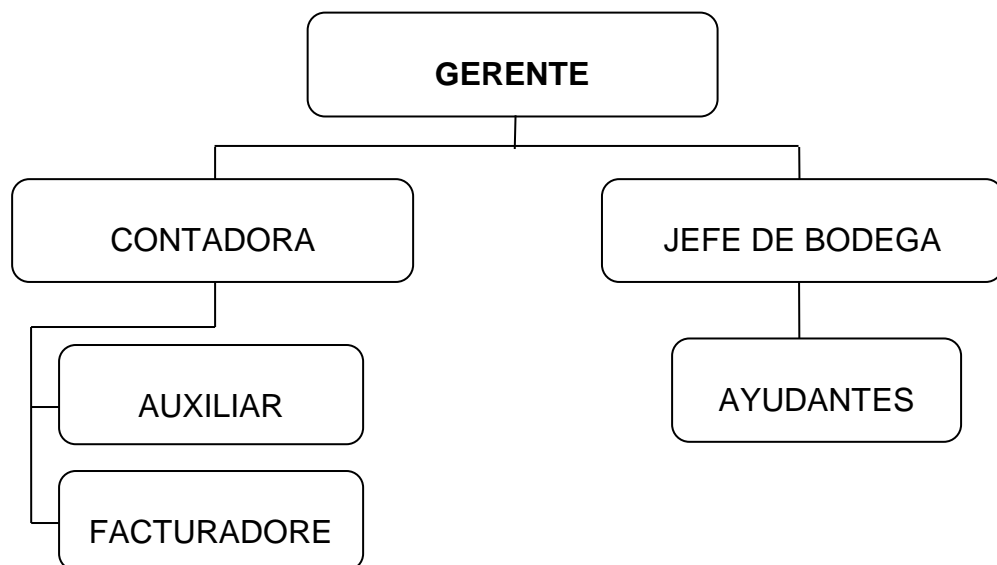 GERENTE
CONTADORA
JEFE DE BODEGA
AUXILIAR
AYUDANTES
FACTURADORE